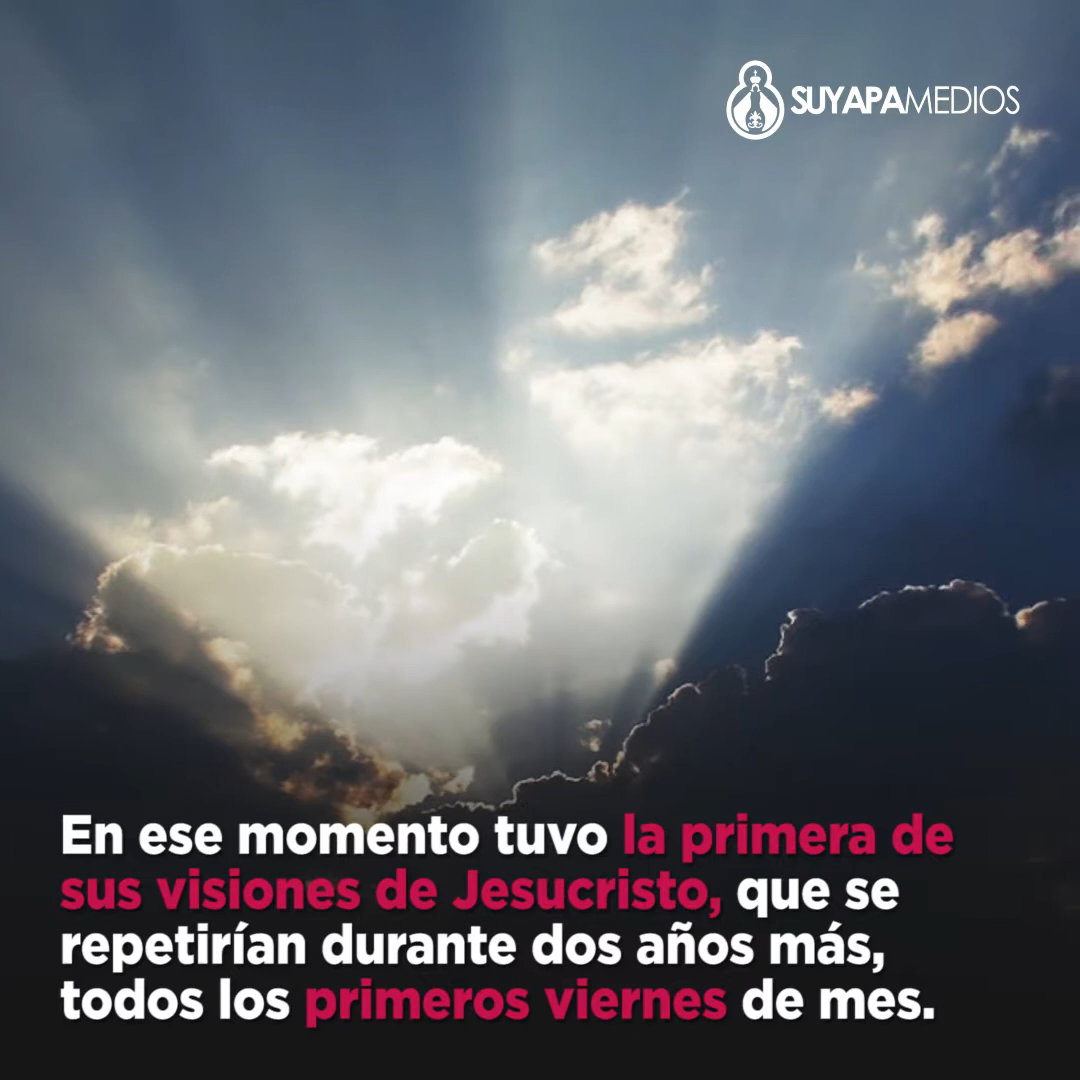 SUYAPAMEDIOS
En ese momento tuvo la primera de
sus visiones de Jesucristo, que se
repetirían durante dos años más,
todos los primeros viernes de mes.